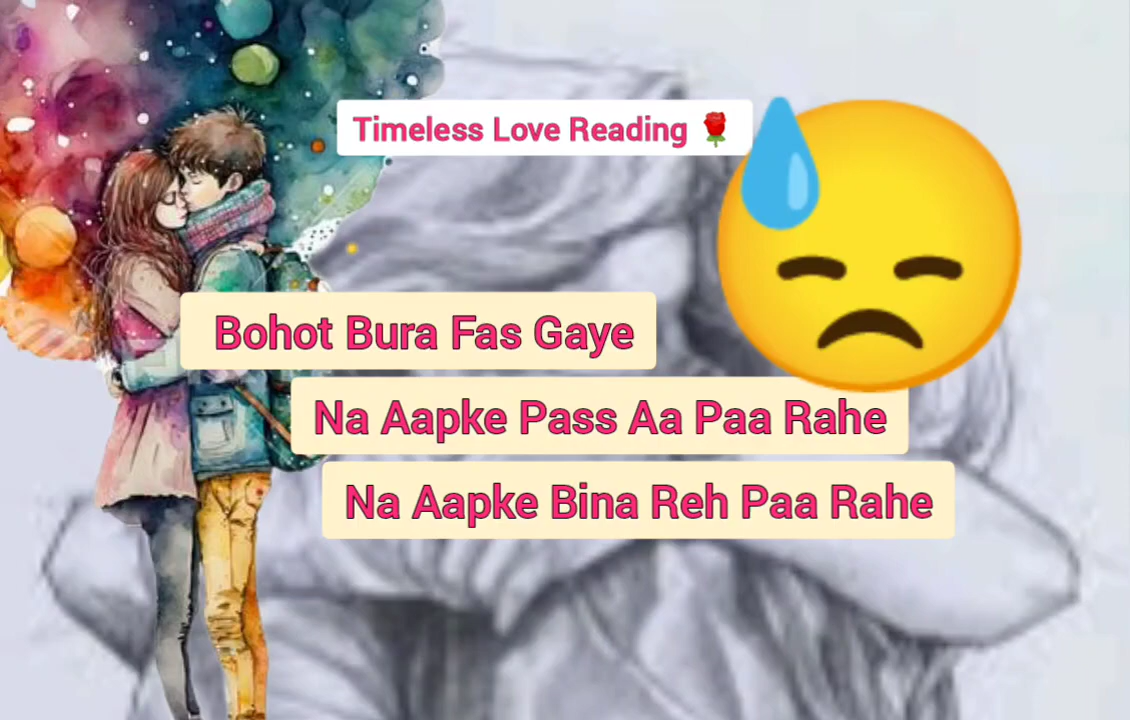 Timeless Love Reading 🌹
Bohot Bura Fas Gaye
Na Aapke Pass Aa Paa Rahe
Na Aapke Bina Reh Paa Rahe